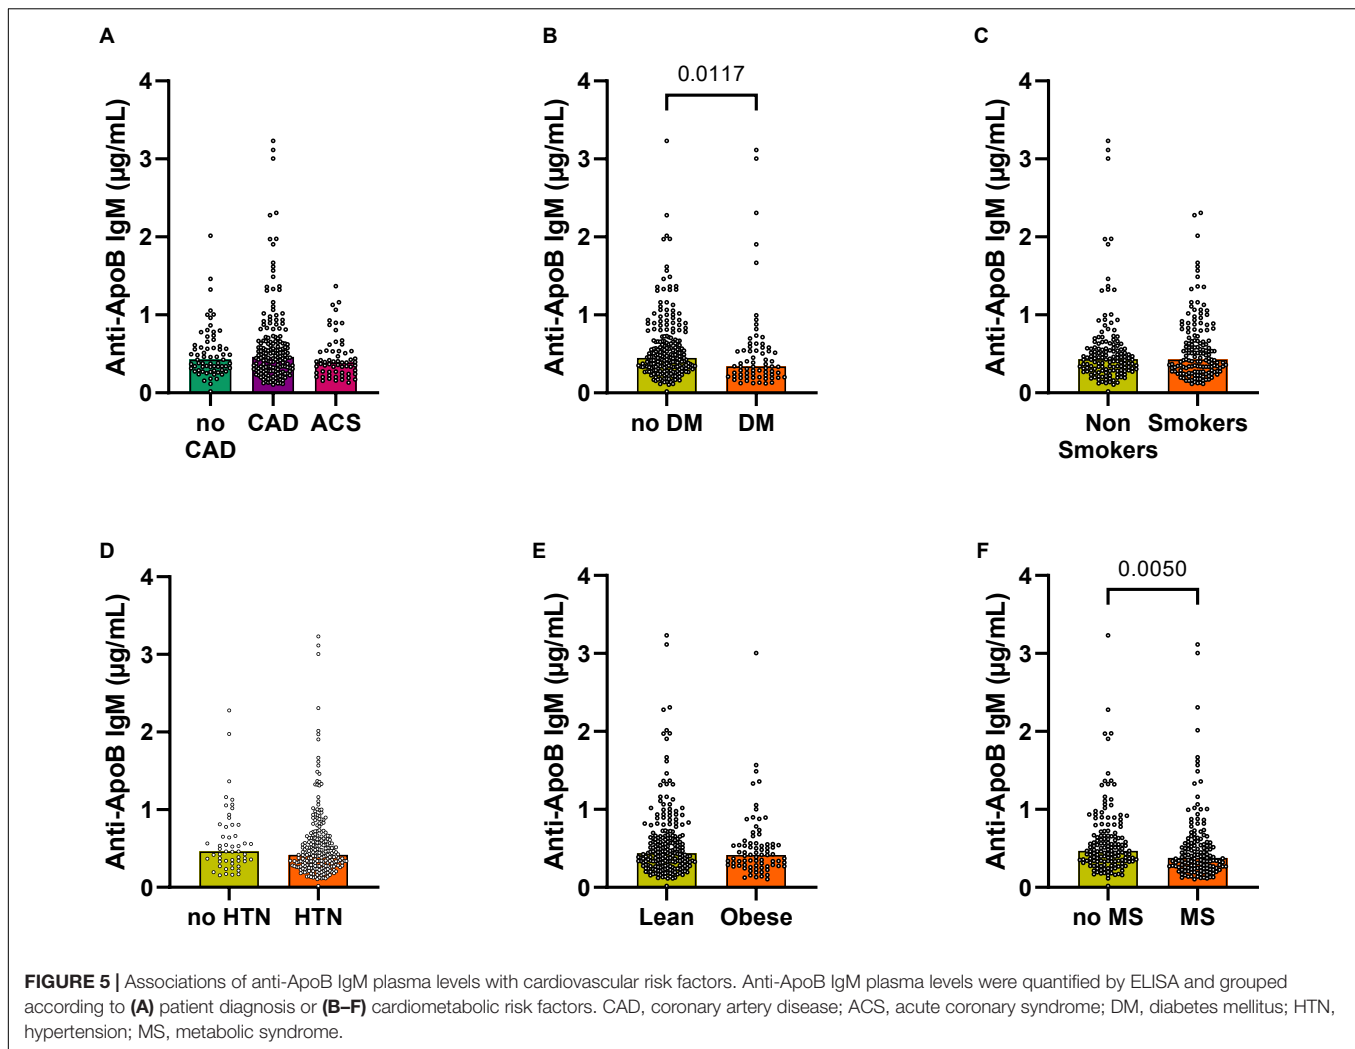 A
B
C
0.0117
Anti-ApoB IgM (µg/mL)
4
3
2
1
0
no CAD
CAD
ACS
Anti-ApoB IgM (µg/mL)
4
3
2
1
0
no DM
DM
Anti-ApoB IgM (µg/mL)
4
3
2
1
0
Non Smokers
Smokers
D
E
F
0.0050
Anti-ApoB IgM (µg/mL)
4
3
2
1
0
no HTN
HTN
Anti-ApoB IgM (µg/mL)
4
3
2
1
0
Lean
Obese
Anti-ApoB IgM (µg/mL)
4
3
2
1
0
no MS
MS
FIGURE 5 | Associations of anti-ApoB IgM plasma levels with cardiovascular risk factors. Anti-ApoB IgM plasma levels were quantified by ELISA and grouped
according to (A) patient diagnosis or (B–F) cardiometabolic risk factors. CAD, coronary artery disease; ACS, acute coronary syndrome; DM, diabetes mellitus; HTN,
hypertension; MS, metabolic syndrome.